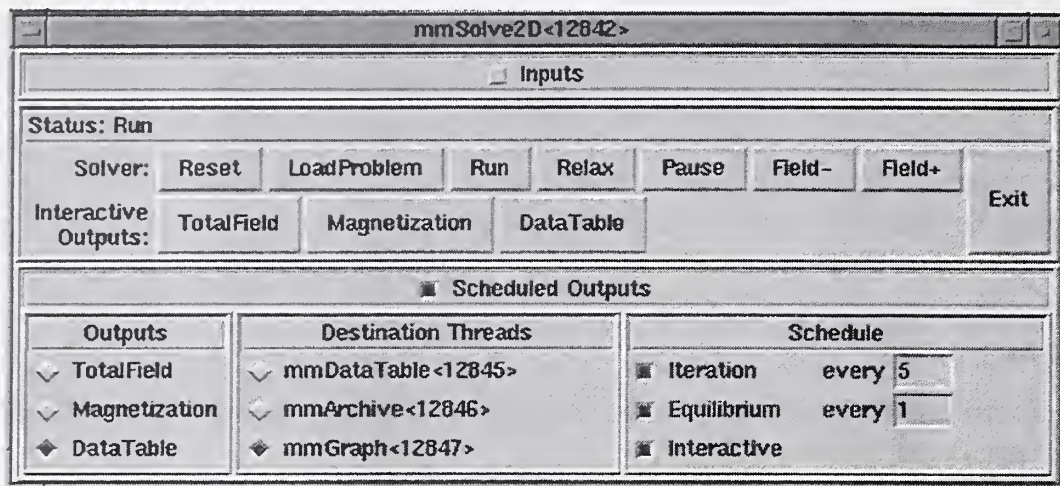 mmSolve2D<12842>
Inputs
Status: Run
Solver: Reset LoadProblem Run Relax Pause Field- Field+ Exit
Interactive Outputs: TotalField Magnetization DataTable
Scheduled Outputs
Outputs Destination Threads Schedule
TotalField mmDataTable<12845> Iteration every 5
Magnetization mmArchive<12846> Equilibrium every 1
DataTable mmGraph<12847> Interactive